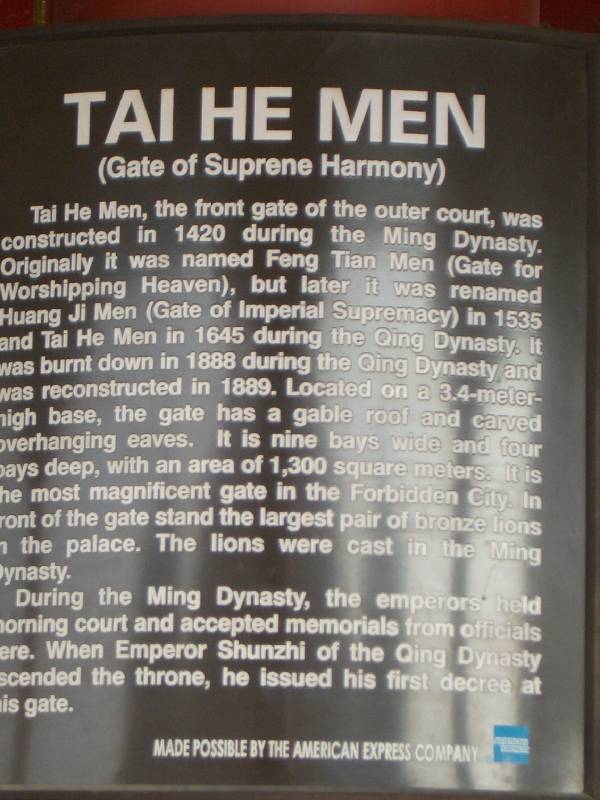 TAI HE MEN
(Gate of Suprene Harmony)
Tai He Men, the front gate of the outer court, was
constructed in 1420 during the Ming Dynasty.
Originally it was named Feng Tian Men (Gate for
Worshipping Heaven), but later it was renamed
Huang Ji Men (Gate of Imperial Supremacy) in 1535
and Tai He Men in 1645 during the Qing Dynasty. It
was burnt down in 1888 during the Qing Dynasty and
was reconstructed in 1889. Located on a 3.4-meter-
high base, the gate has a gable roof and carved
overhanging eaves. It is nine bays wide and four
bays deep, with an area of 1,300 square meters. It is
he most magnificent gate in the Forbidden City. In
ront of the gate stand the largest pair of bronze lions
n the palace. The lions were cast in the Ming
Dynasty.
During the Ming Dynasty, the emperors held
morning court and accepted memorials from officials
ere. When Emperor Shunzhi of the Qing Dynasty
scended the throne, he issued his first decree at
is gate.
MADE POSSIBLE BY THE AMERICAN EXPRESS COMPANY
AMERICAN EXPRESS